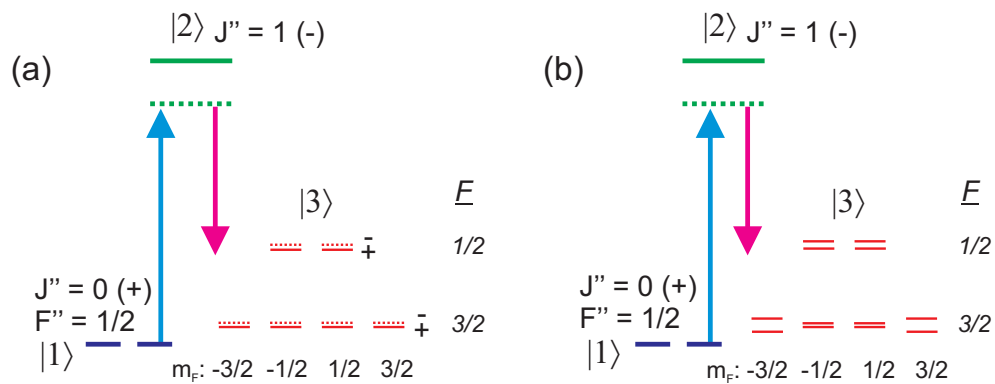 (a)
|2⟩ J" = 1 (-)
|3⟩
F
-
+
1/2
J" = 0 (+)
F" = 1/2
-
+
3/2
|1⟩
m_F: -3/2 -1/2 1/2 3/2
(b)
|2⟩ J" = 1 (-)
|3⟩
F
1/2
J" = 0 (+)
F" = 1/2
3/2
|1⟩
m_F: -3/2 -1/2 1/2 3/2